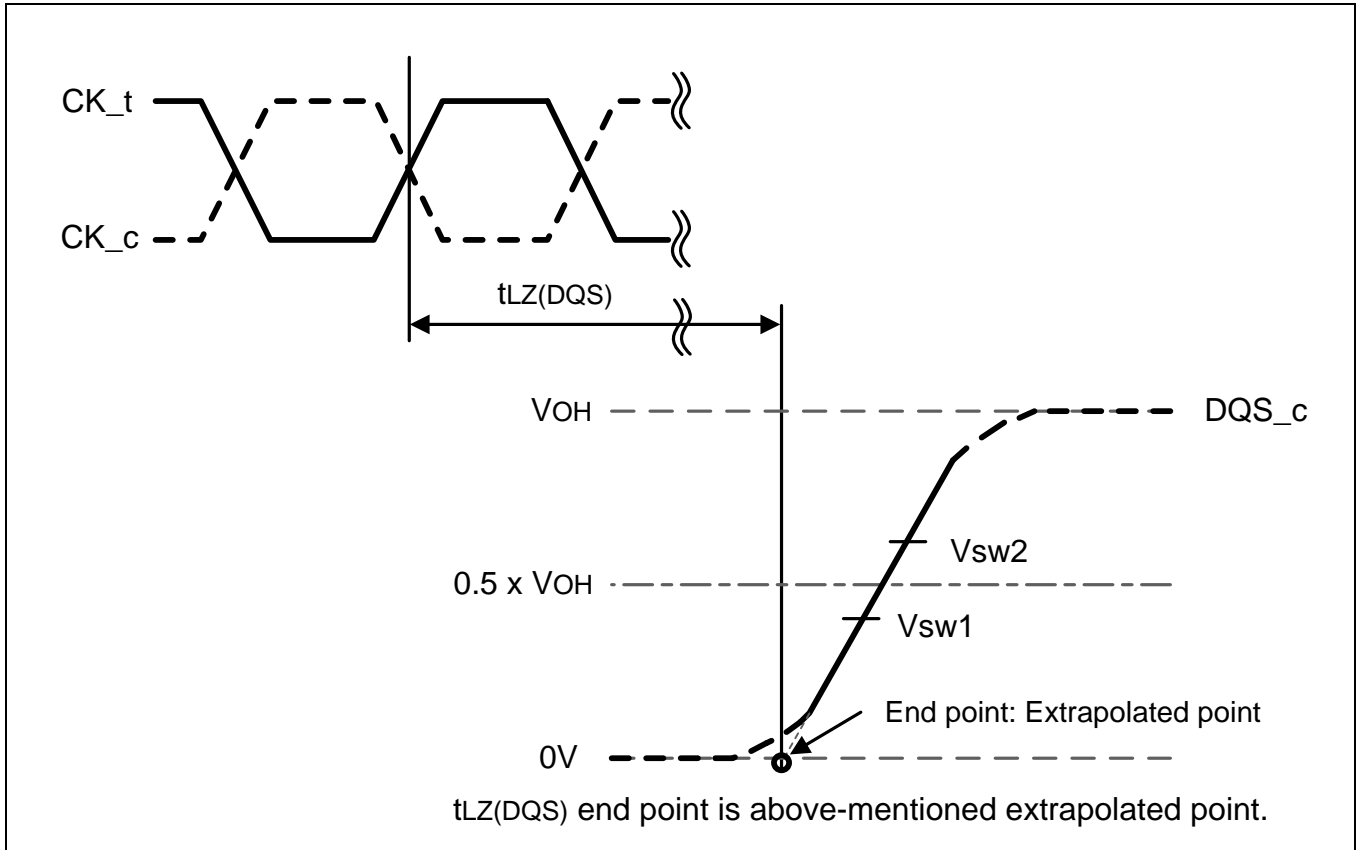 CK_t
CK_c
tLZ(DQS)
VOH
DQS_c
Vsw2
0.5 x VOH
Vsw1
End point: Extrapolated point
0V
tLZ(DQS) end point is above-mentioned extrapolated point.